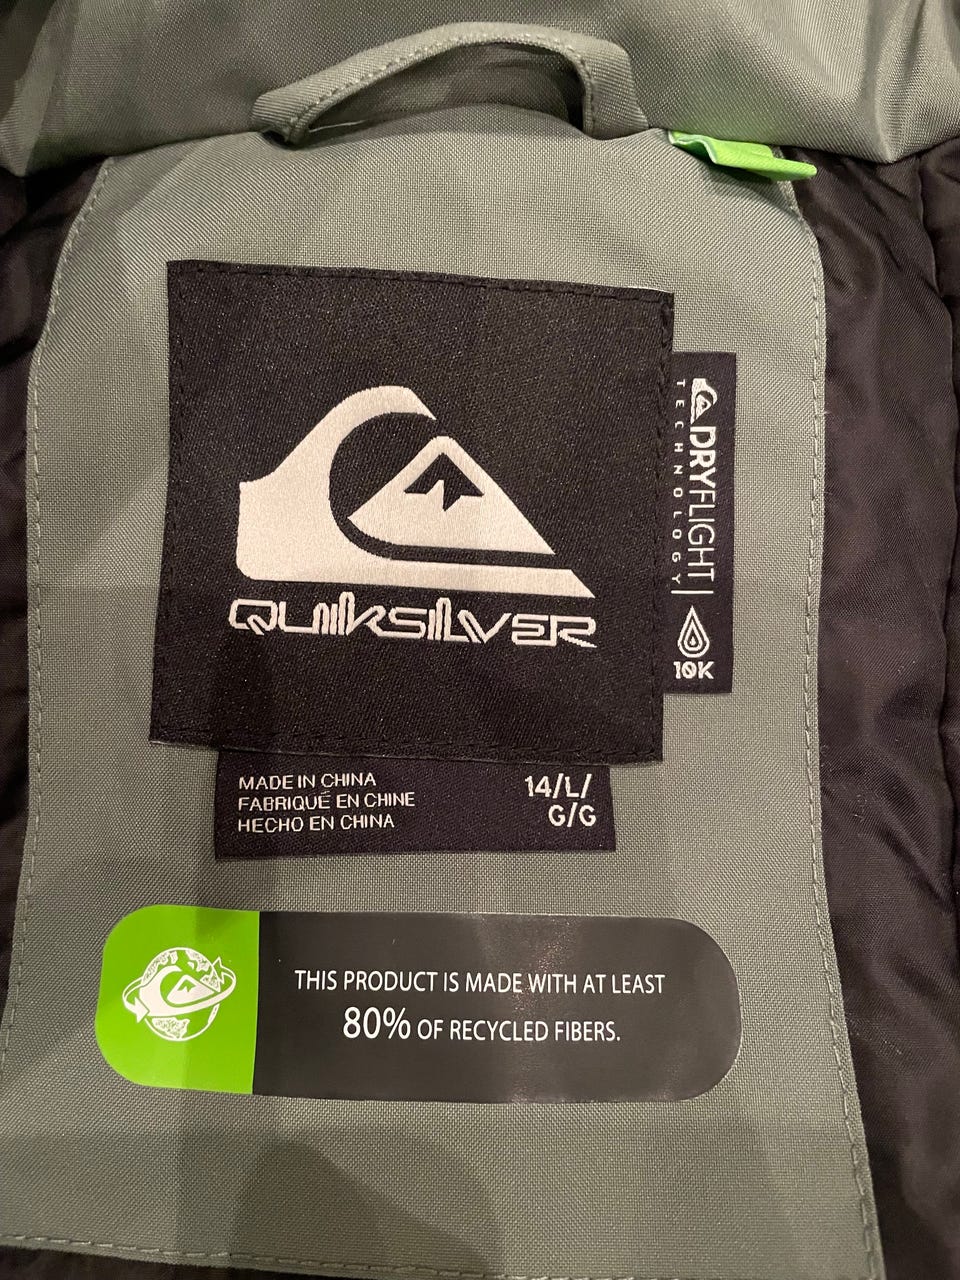 QUIKSILVER
DRYFLIGHT
TECHNOLOGY
10K
MADE IN CHINA
FABRIQUÉ EN CHINE
HECHO EN CHINA
14/L/
G/G
THIS PRODUCT IS MADE WITH AT LEAST
80% OF RECYCLED FIBERS.